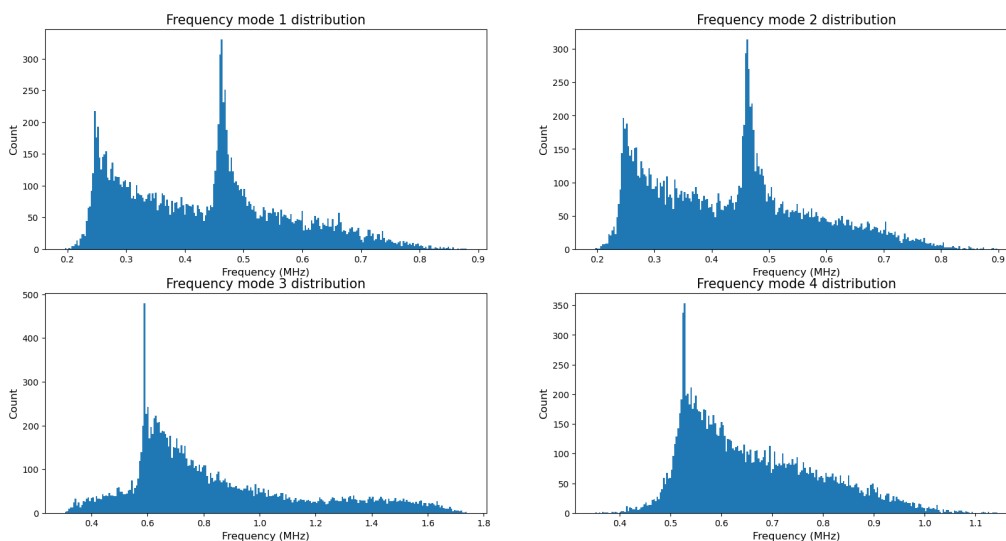 Frequency mode 1 distribution
Count
300
250
200
150
100
50
0
0.2 0.3 0.4 0.5 0.6 0.7 0.8 0.9
Frequency (MHz)
Frequency mode 2 distribution
Count
300
250
200
150
100
50
0
0.2 0.3 0.4 0.5 0.6 0.7 0.8 0.9
Frequency (MHz)
Frequency mode 3 distribution
Count
500
400
300
200
100
0
0.4 0.6 0.8 1.0 1.2 1.4 1.6 1.8
Frequency (MHz)
Frequency mode 4 distribution
Count
350
300
250
200
150
100
50
0
0.4 0.5 0.6 0.7 0.8 0.9 1.0 1.1
Frequency (MHz)